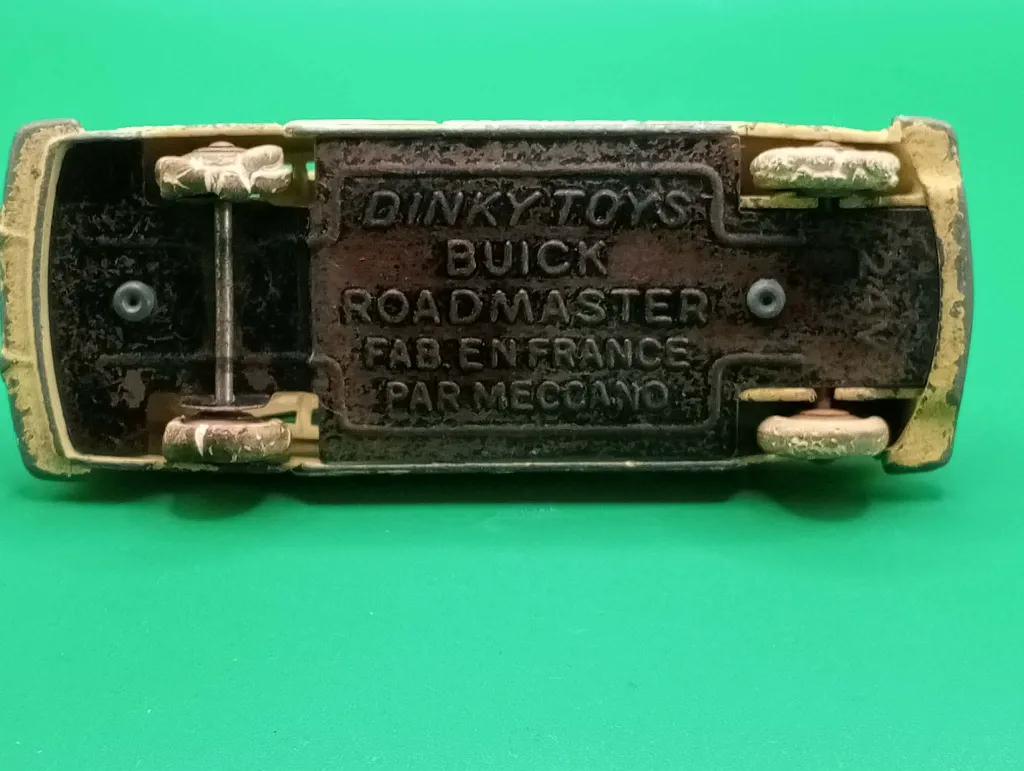 DINKY TOYS
BUICK
ROADMASTER
FAB. EN FRANCE
PAR MECCANO
24V